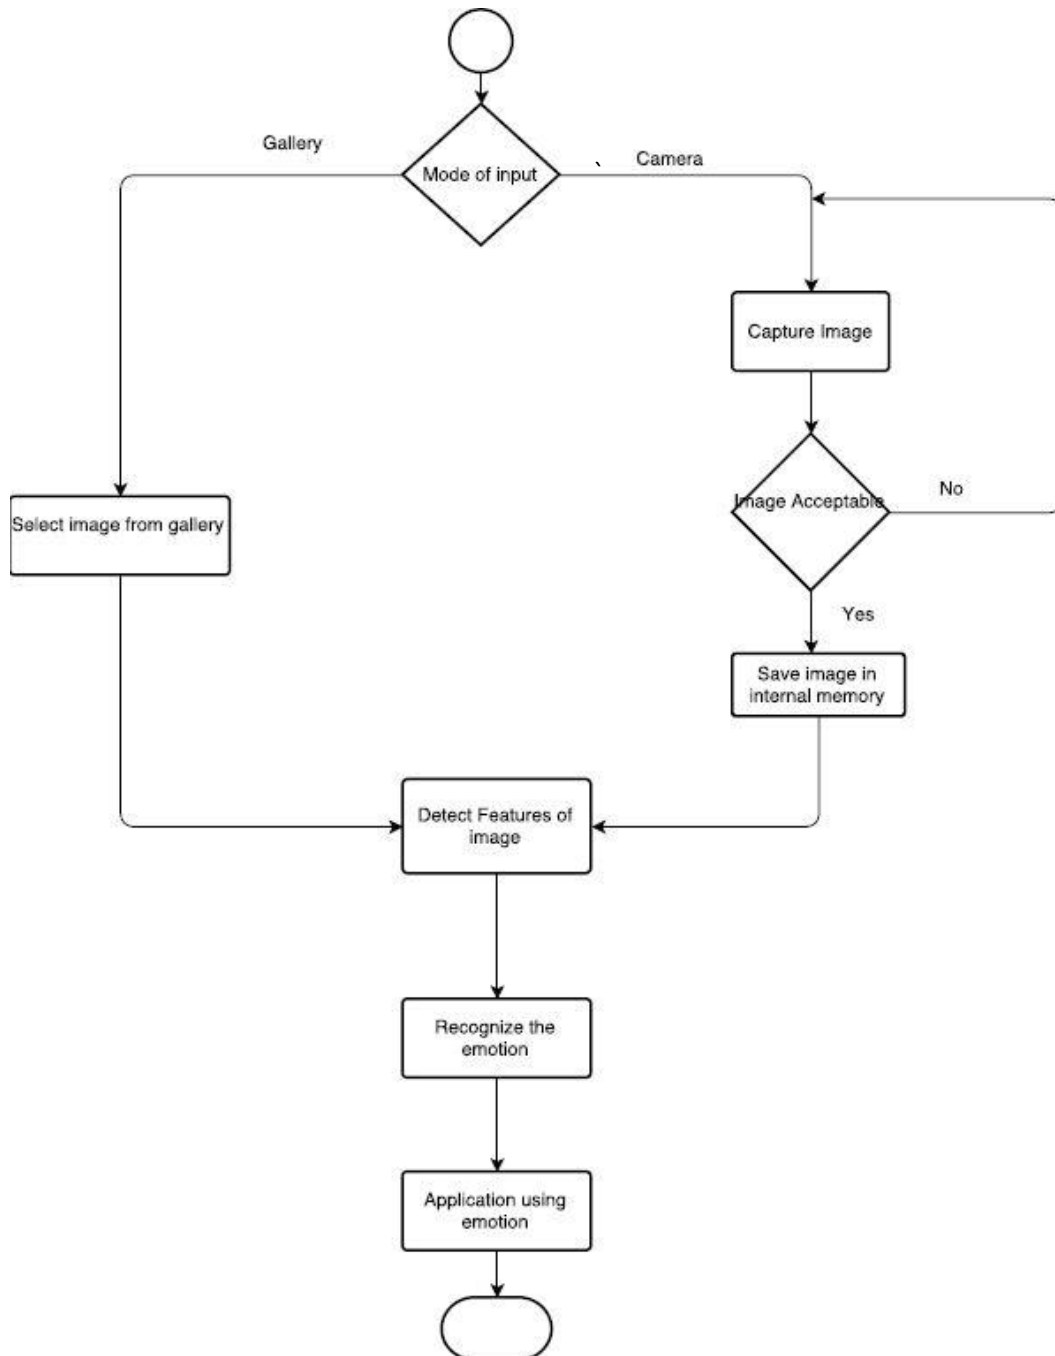 Gallery
Camera
Mode of input
Capture Image
Image Acceptable
No
Select image from gallery
Yes
Save image in
internal memory
Detect Features of
image
Recognize the
emotion
Application using
emotion